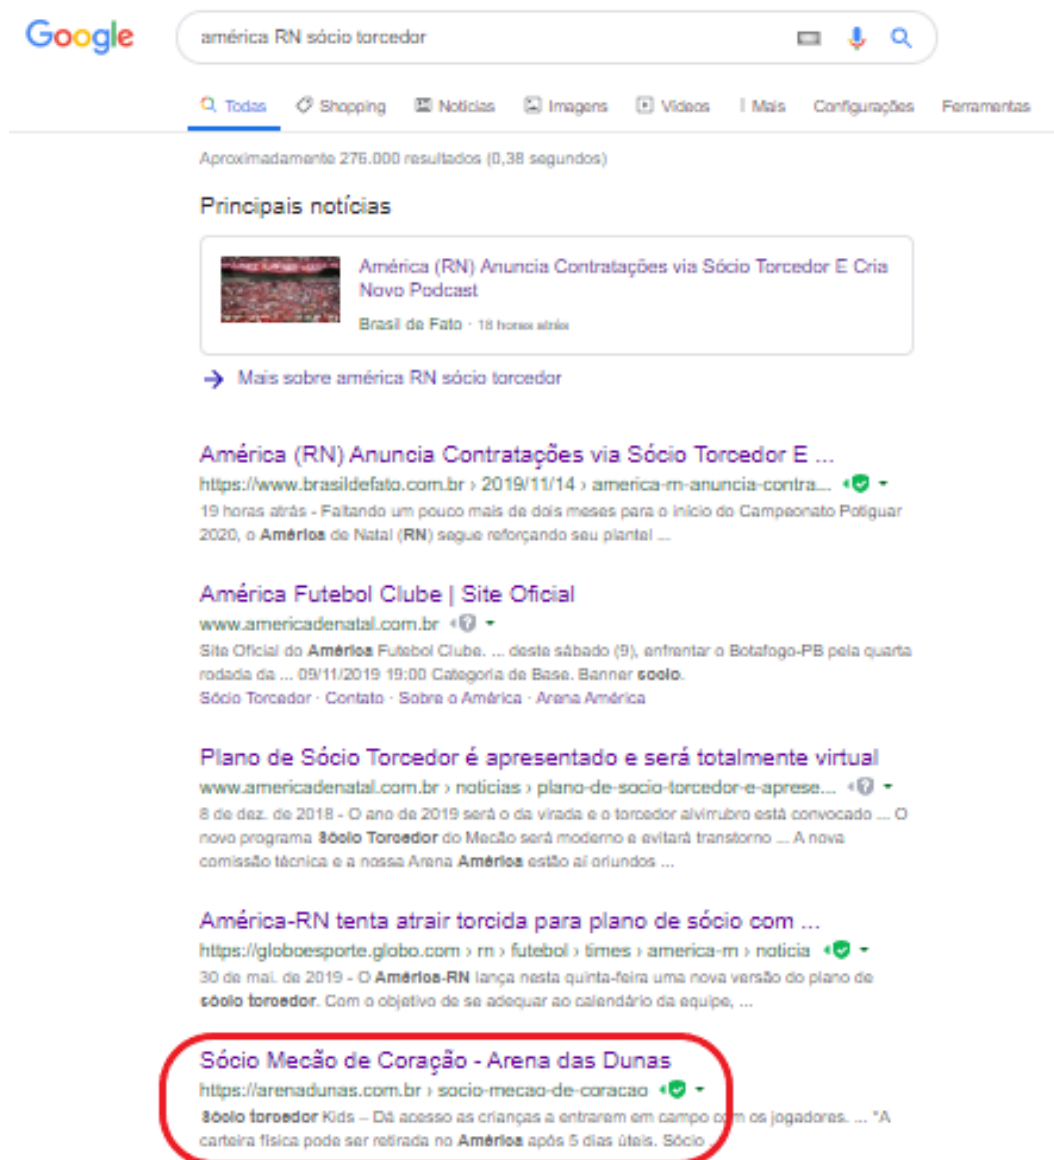 Google
américa RN sócio torcedor
Todas Shopping Notícias Imagens Vídeos Mais Configurações Ferramentas
Aproximadamente 276.000 resultados (0,38 segundos)
Principais notícias
América (RN) Anuncia Contratações via Sócio Torcedor E Cria
Novo Podcast
Brasil de Fato · 18 horas atrás
Mais sobre américa RN sócio torcedor
América (RN) Anuncia Contratações via Sócio Torcedor E ...
https://www.brasildefato.com.br › 2019/11/14 › america-rn-anuncia-contra...
19 horas atrás - Faltando um pouco mais de dois meses para o início do Campeonato Potiguar
2020, o América de Natal (RN) segue reforçando seu plantel ...
América Futebol Clube | Site Oficial
www.americadenatal.com.br
Site Oficial do América Futebol Clube. ... deste sábado (9), enfrentar o Botafogo-PB pela quarta
rodada da ... 09/11/2019 19:00 Categoria de Base. Banner socio.
Sócio Torcedor · Contato · Sobre o América · Arena América
Plano de Sócio Torcedor é apresentado e será totalmente virtual
www.americadenatal.com.br › noticias › plano-de-socio-torcedor-e-aprese...
8 de dez. de 2018 - O ano de 2019 será o da virada e o torcedor alvirrubro está convocado ... O
novo programa Sócio Torcedor do Mecão será moderno e evitará transtorno ... A nova
comissão técnica e a nossa Arena América estão aí oriundos ...
América-RN tenta atrair torcida para plano de sócio com ...
https://globoesporte.globo.com › rn › futebol › times › america-rn › noticia
30 de mai. de 2019 - O América-RN lança nesta quinta-feira uma nova versão do plano de
sócio torcedor. Com o objetivo de se adequar ao calendário da equipe, ...
Sócio Mecão de Coração - Arena das Dunas
https://arenadunas.com.br › socio-mecao-de-coracao
Sócio torcedor Kids – Dá acesso as crianças a entrarem em campo com os jogadores. ... "A
carteira física pode ser retirada no América após 5 dias úteis. Sócio